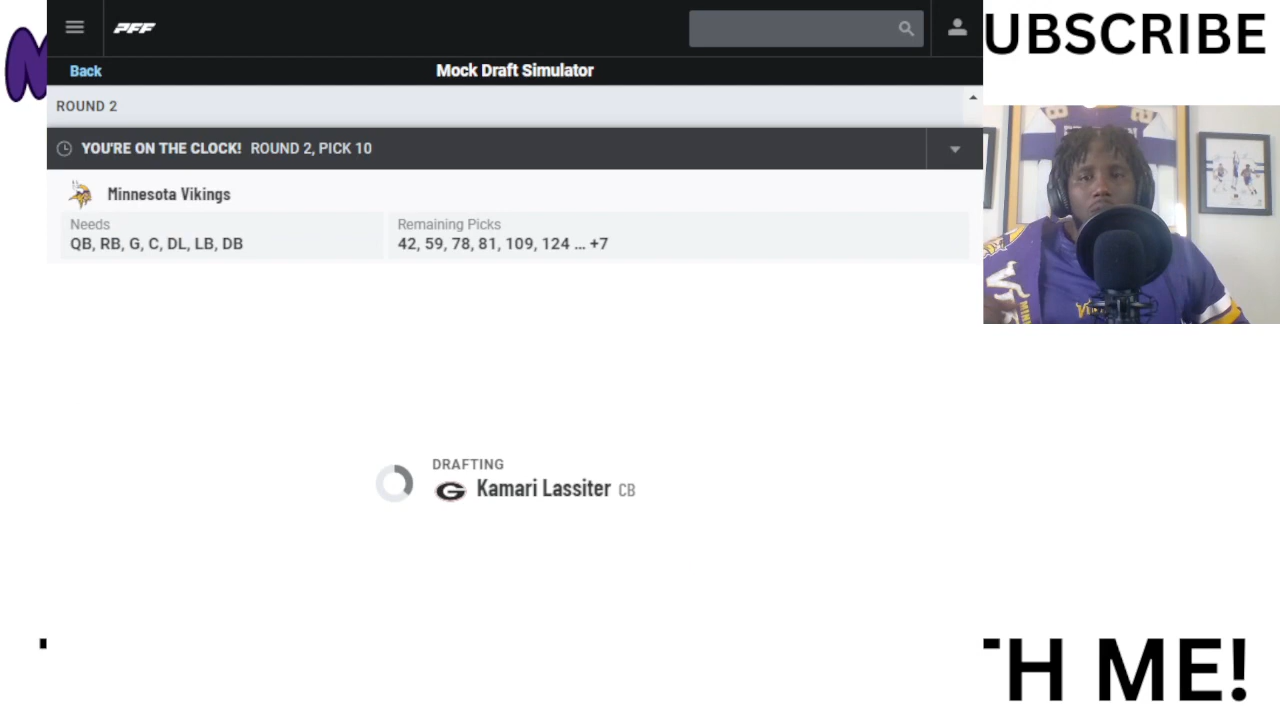 PFF
UBSCRIBE
Back
Mock Draft Simulator
ROUND 2
YOU'RE ON THE CLOCK! ROUND 2, PICK 10
Minnesota Vikings
Needs
Remaining Picks
QB, RB, G, C, DL, LB, DB
42, 59, 78, 81, 109, 124 ... +7
DRAFTING
G Kamari Lassiter CB
H ME!